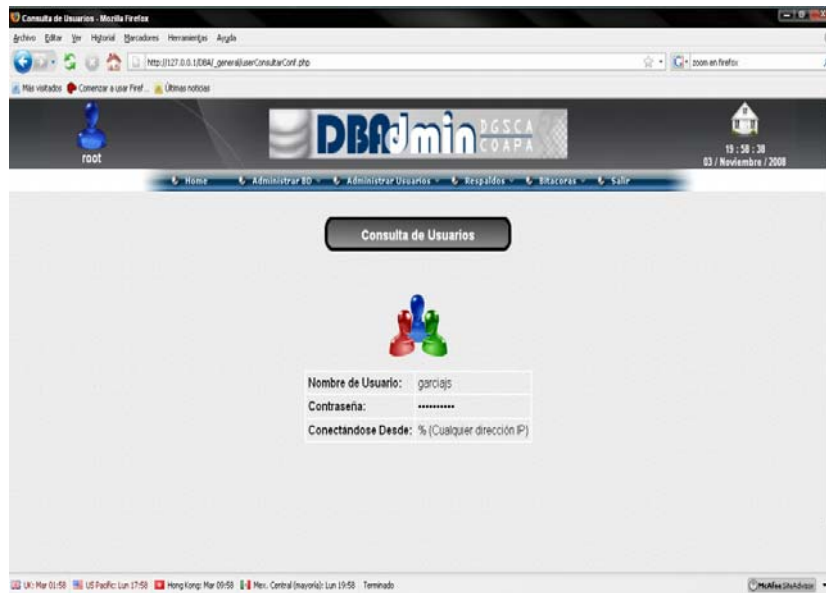 Consulta de Usuarios - Mozilla Firefox
Archivo Editar Ver Historial Marcadores Herramientas Ayuda
http://127.0.0.1/DBA/_general/userConsultarConf.php
zoom en firefox
Más visitados Comenzar a usar Firef... Últimas noticias
root
DBAdmin DGSCA COAPA
19 : 58 : 38
03 / Noviembre / 2008
Home Administrar BD Administrar Usuarios Respaldos Bitacoras Salir
Consulta de Usuarios
Nombre de Usuario: garciajs
Contraseña: ••••••••••
Conectándose Desde: % (Cualquier dirección IP)
UK: Mar 01:58 US Pacific: Lun 17:58 Hong Kong: Mar 09:58 Mex. Central (mayoría): Lun 19:58 Terminado
McAfee SiteAdvisor